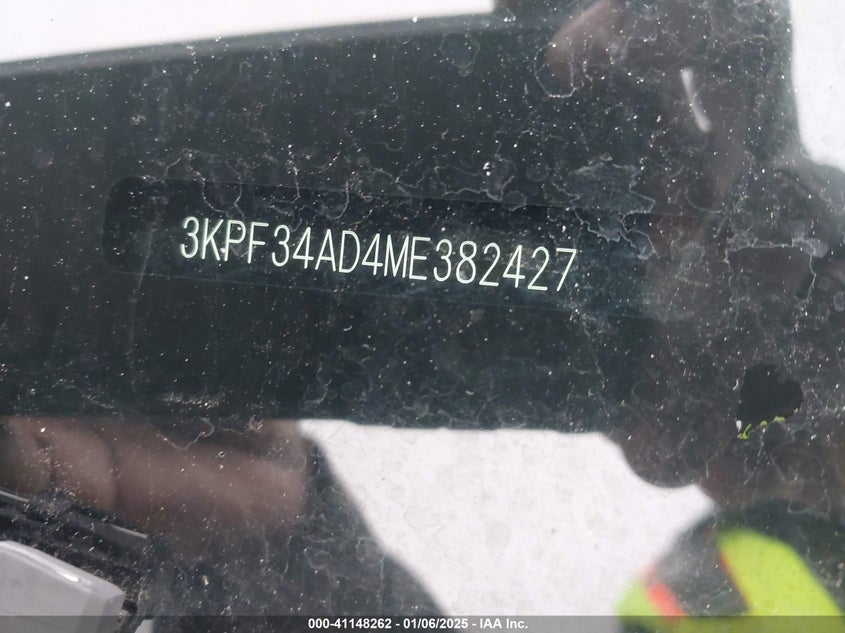 3KPF34AD4ME382427
000-41148262 - 01/06/2025 - IAA Inc.